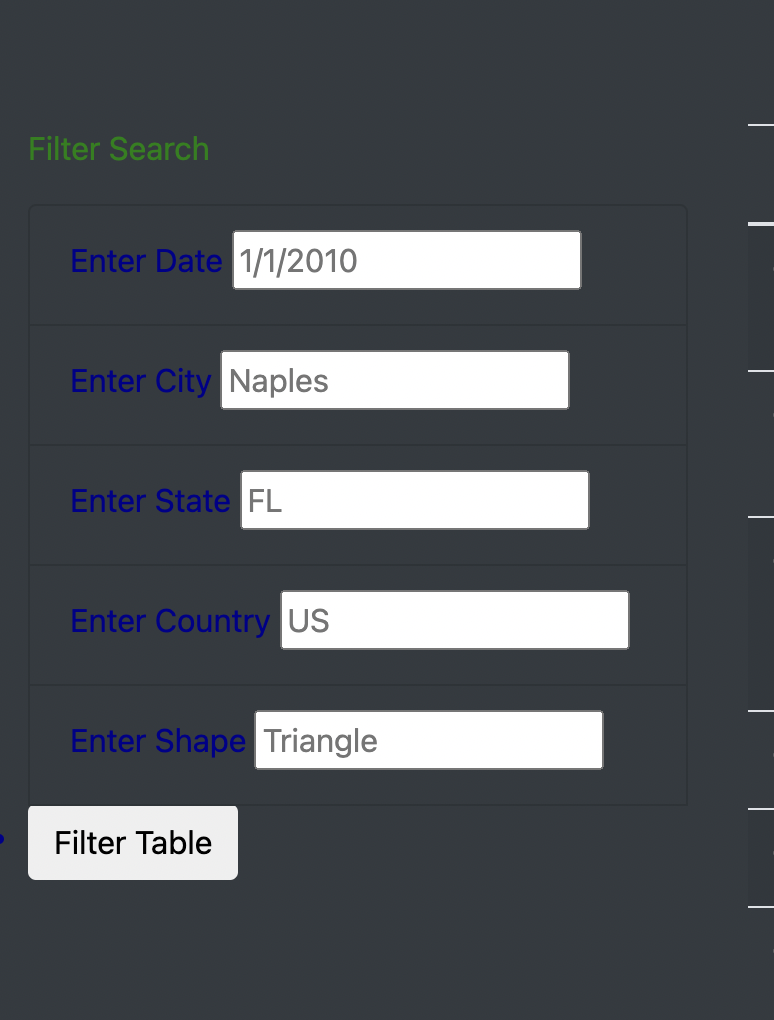 Filter Search
Enter Date 1/1/2010
Enter City Naples
Enter State FL
Enter Country US
Enter Shape Triangle
Filter Table